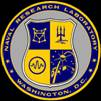 NAVAL RESEARCH LABORATORY
WASHINGTON, D.C.